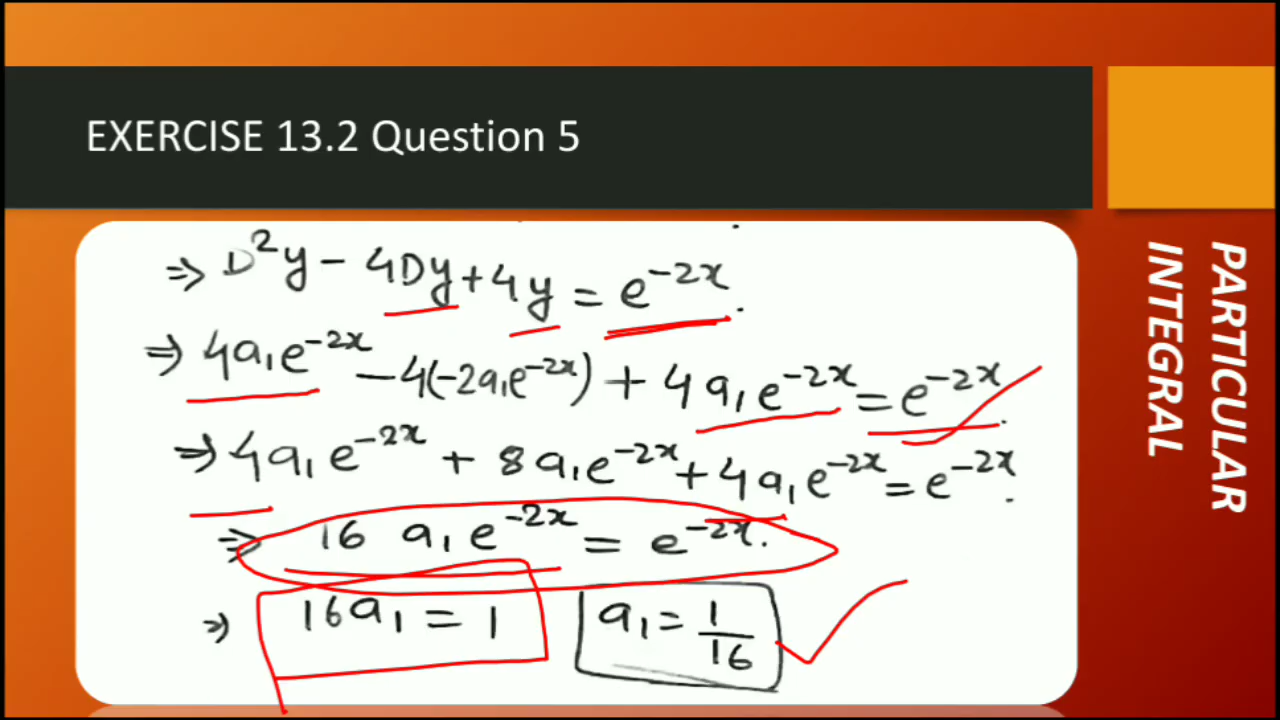 EXERCISE 13.2 Question 5
⇒ D²y - 4Dy + 4y = e^-2x.
⇒ 4a₁e^-2x - 4(-2a₁e^-2x) + 4a₁e^-2x = e^-2x.
⇒ 4a₁e^-2x + 8a₁e^-2x + 4a₁e^-2x = e^-2x.
⇒ 16 a₁e^-2x = e^-2x.
⇒ 16a₁ = 1 a₁ = 1/16
PARTICULAR
INTEGRAL